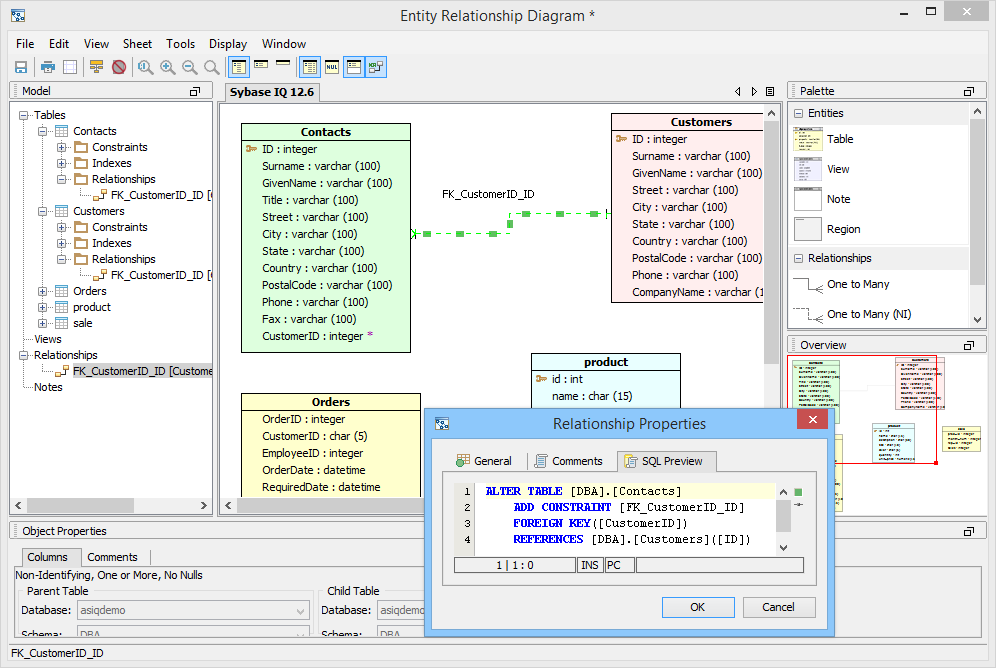 Entity Relationship Diagram *
File Edit View Sheet Tools Display Window
NUL
Model
Tables
Contacts
Constraints
Indexes
Relationships
FK_CustomerID_ID [C
Customers
Constraints
Indexes
Relationships
FK_CustomerID_ID [C
Orders
product
sale
Views
Relationships
FK_CustomerID_ID [Custome
Notes
Sybase IQ 12.6
Contacts
ID : integer
Surname : varchar (100)
GivenName : varchar (100)
Title : varchar (100)
Street : varchar (100)
City : varchar (100)
State : varchar (100)
Country : varchar (100)
PostalCode : varchar (100)
Phone : varchar (100)
Fax : varchar (100)
CustomerID : integer *
FK_CustomerID_ID
Customers
ID : integer
Surname : varchar (100)
GivenName : varchar (100)
Street : varchar (100)
City : varchar (100)
State : varchar (100)
Country : varchar (100)
PostalCode : varchar (100)
Phone : varchar (100)
CompanyName : varchar (1
product
id : int
name : char (15)
Orders
OrderID : integer
CustomerID : char (5)
EmployeeID : integer
OrderDate : datetime
RequiredDate : datetime
Palette
Entities
Table
View
Note
Region
Relationships
One to Many
One to Many (NI)
Overview
Object Properties
Columns Comments
Non-Identifying, One or More, No Nulls
Parent Table
Database: asiqdemo
Schema: DBA
Child Table
Database: asiqdemo
Schema: DBA
FK_CustomerID_ID
Relationship Properties
General Comments SQL Preview
1 ALTER TABLE [DBA].[Contacts]
2 ADD CONSTRAINT [FK_CustomerID_ID]
3 FOREIGN KEY([CustomerID])
4 REFERENCES [DBA].[Customers]([ID])
1 | 1 : 0 INS PC
OK Cancel